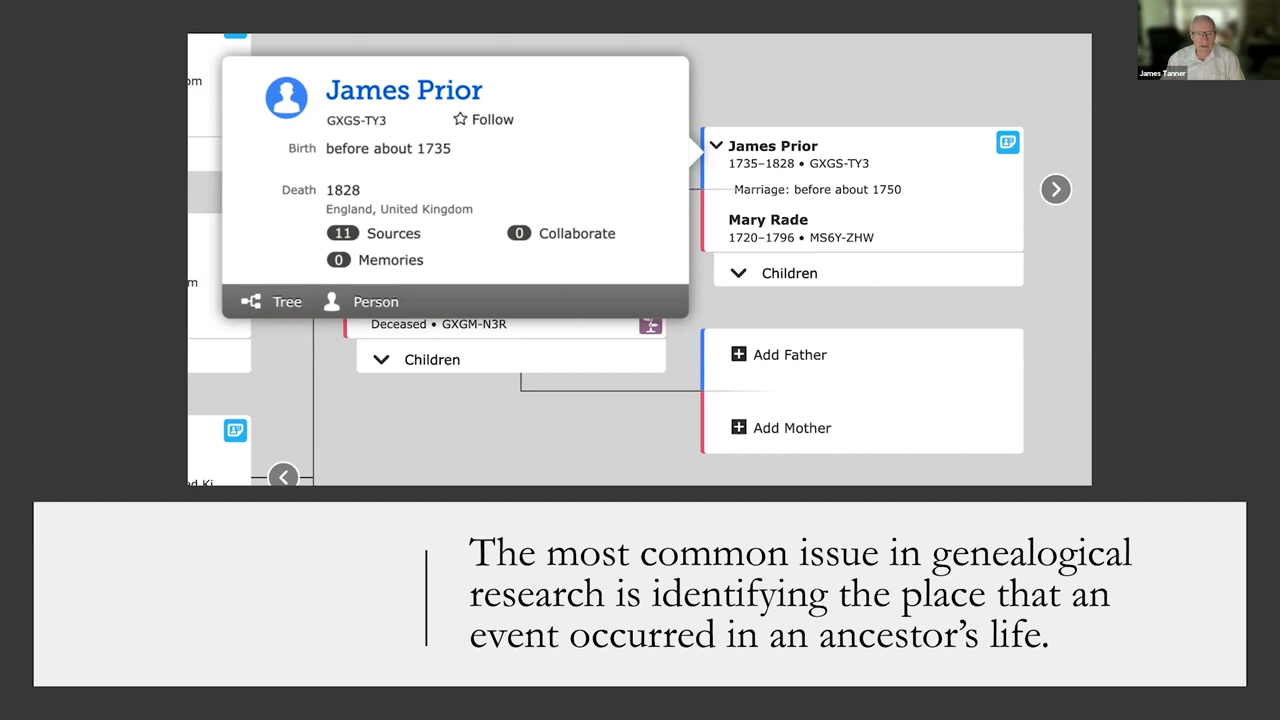 James Tanner
om
James Prior
GXGS-TY3
Follow
Birth before about 1735
Death 1828
England, United Kingdom
11 Sources
0 Collaborate
0 Memories
Tree
Person
James Prior
1735–1828 • GXGS-TY3
Marriage: before about 1750
Mary Rade
1720–1796 • MS6Y-ZHW
Children
m
Deceased • GXGM-N3R
Children
Add Father
Add Mother
The most common issue in genealogical
research is identifying the place that an
event occurred in an ancestor’s life.